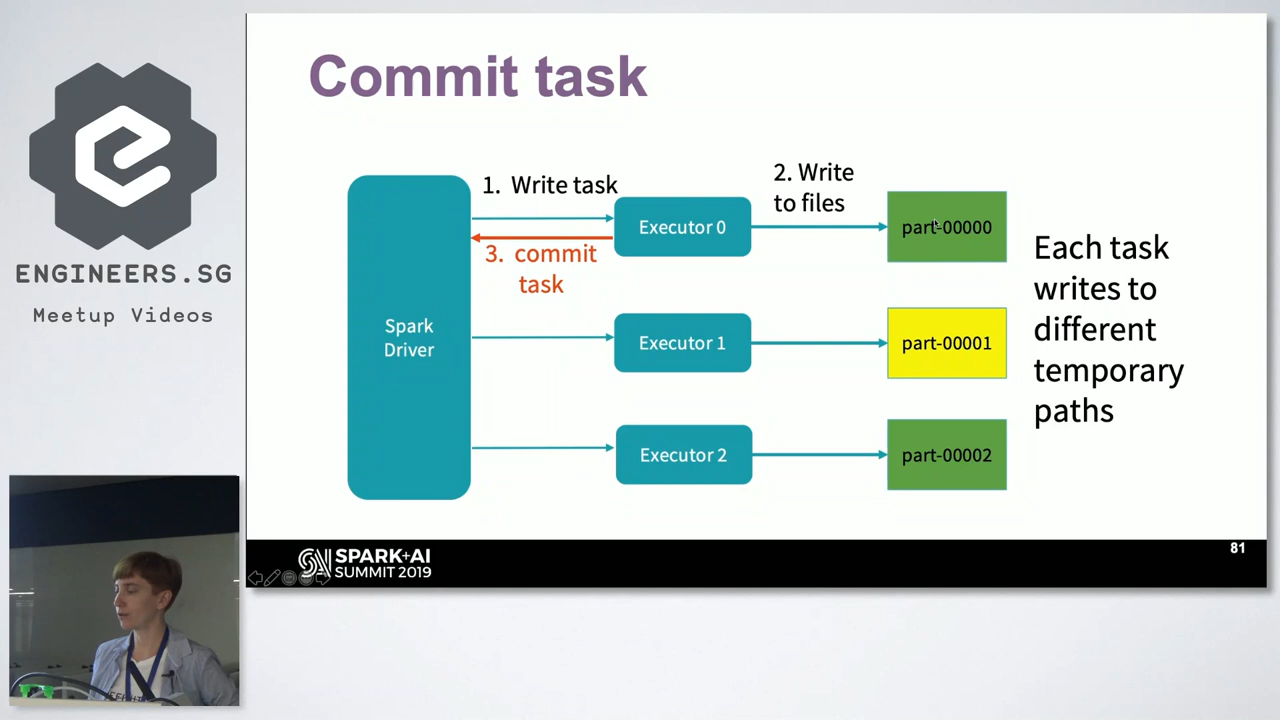 Commit task
1. Write task
2. Write
to files
Executor 0
part-00000
3. commit
task
Each task
writes to
different
temporary
paths
Spark
Driver
Executor 1
part-00001
Executor 2
part-00002
SPARK+AI
SUMMIT 2019
81
ENGINEERS.SG
Meetup Videos